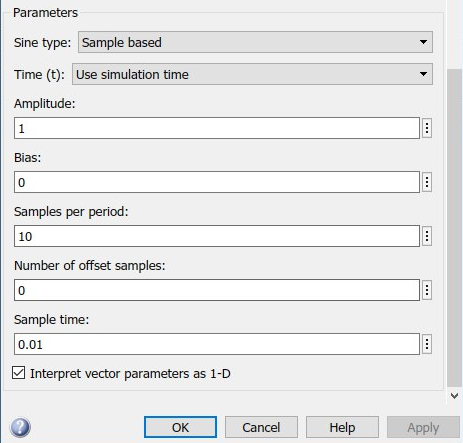 Parameters
Sine type: Sample based
Time (t): Use simulation time
Amplitude:
1
Bias:
0
Samples per period:
10
Number of offset samples:
0
Sample time:
0.01
Interpret vector parameters as 1-D
? OK Cancel Help Apply